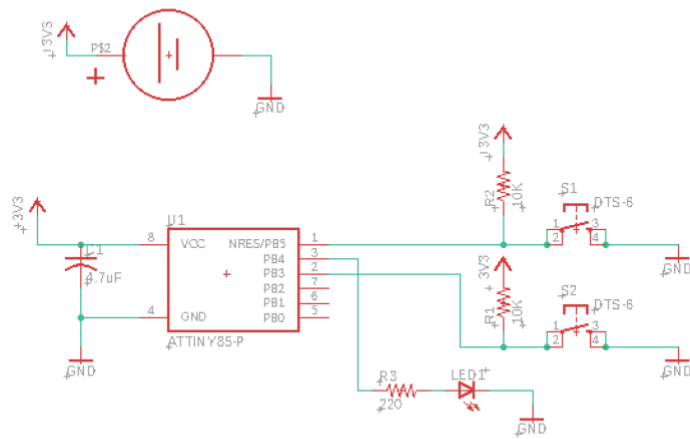 +3V3
P$2
GND
+3V3
R2
10K
S1
DTS-6
1
3
2
4
GND
+3V3
C1
4.7uF
GND
U1
8
VCC
4
GND
NRES/PB5
1
PB4
3
PB3
2
PB2
7
PB1
6
PB0
5
ATTINY85-P
3V3
R1
10K
S2
DTS-6
1
3
2
4
GND
R3
220
LED1
GND